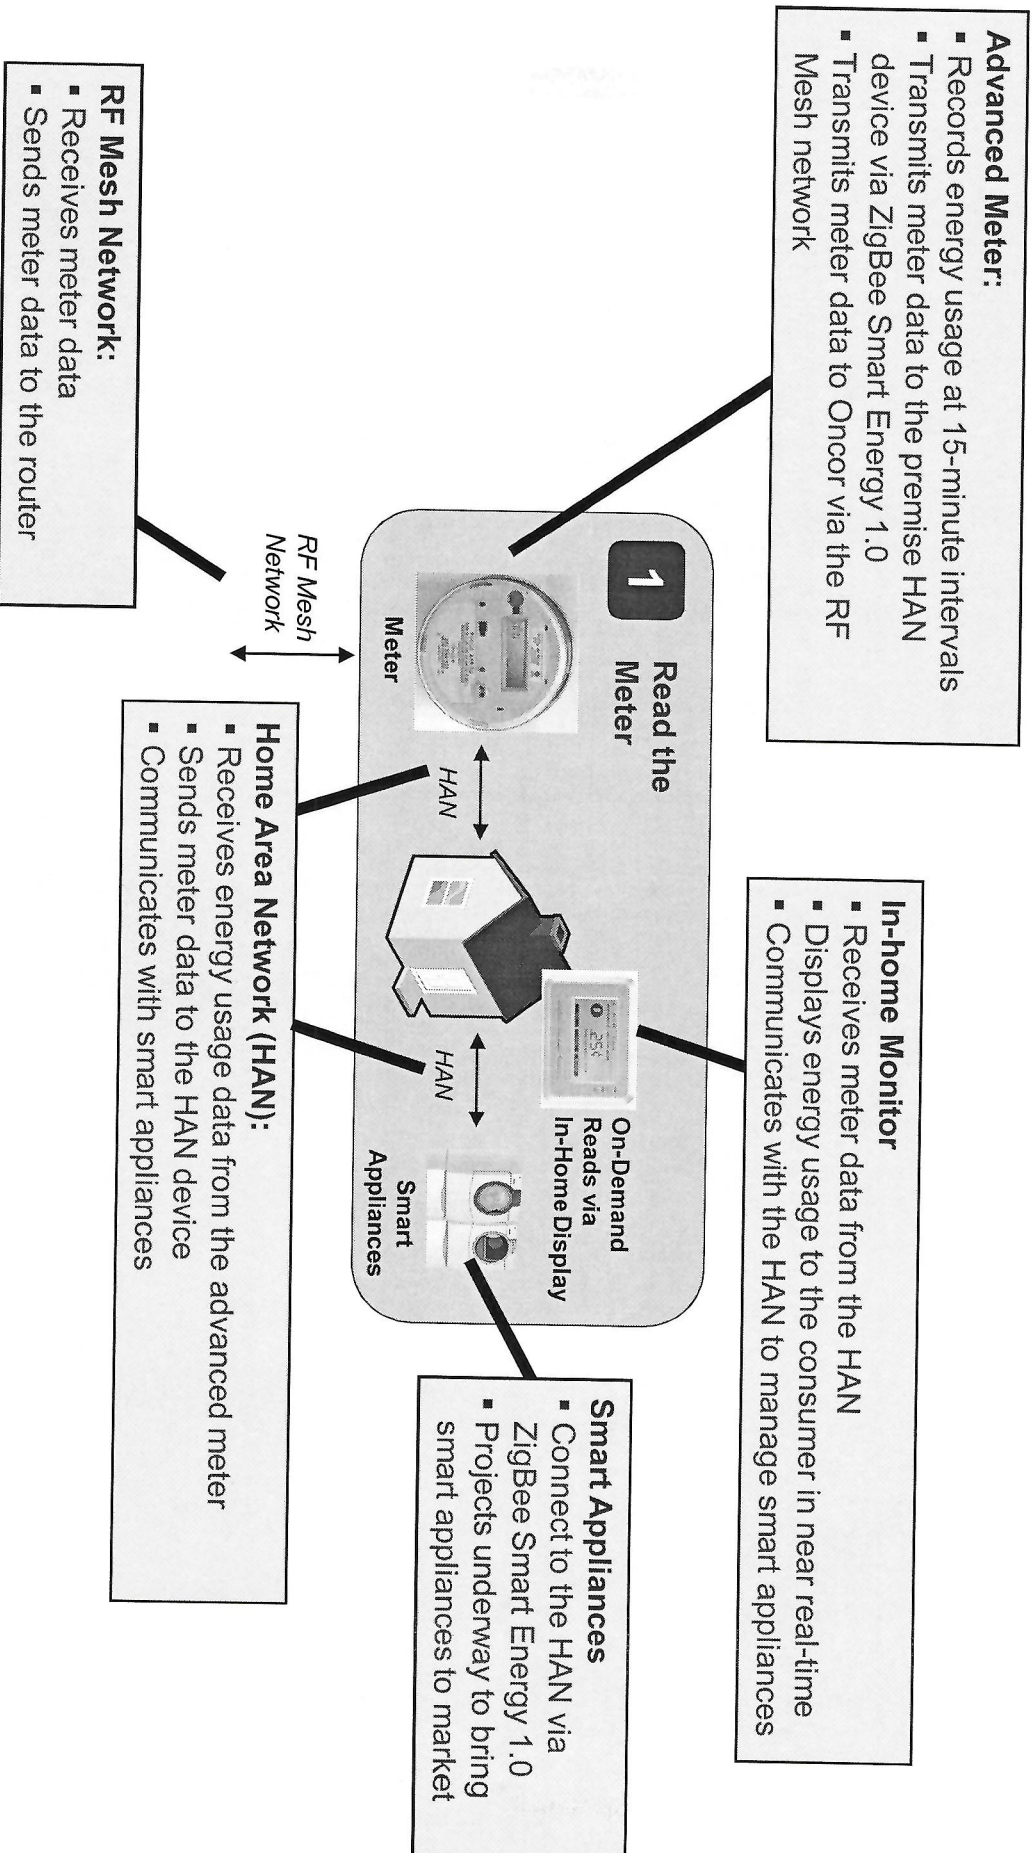 Advanced Meter:
▪ Records energy usage at 15-minute intervals
▪ Transmits meter data to the premise HAN
device via ZigBee Smart Energy 1.0
▪ Transmits meter data to Oncor via the RF
Mesh network
In-home Monitor
▪ Receives meter data from the HAN
▪ Displays energy usage to the consumer in near real-time
▪ Communicates with the HAN to manage smart appliances
1
Read the
Meter
On-Demand
Reads via
In-Home Display
.25¢
Meter
HAN
HAN
Smart
Appliances
RF Mesh
Network
Smart Appliances
▪ Connect to the HAN via
ZigBee Smart Energy 1.0
▪ Projects underway to bring
smart appliances to market
RF Mesh Network:
▪ Receives meter data
▪ Sends meter data to the router
Home Area Network (HAN):
▪ Receives energy usage data from the advanced meter
▪ Sends meter data to the HAN device
▪ Communicates with smart appliances